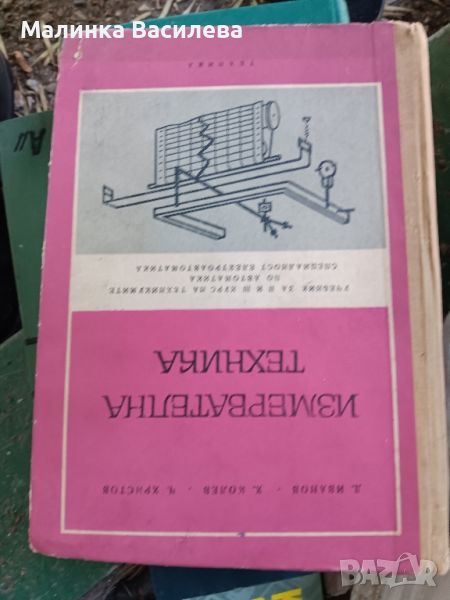 Малинка Василева
Д. ИВАНОВ · Х. КОЛЕВ · Ч. ХРИСТОВ
ИЗМЕРВАТЕЛНА
ТЕХНИКА
УЧЕБНИК ЗА II И III КУРС НА ТЕХНИКУМИТЕ
ПО АВТОМАТИКА
СПЕЦИАЛНОСТ ЕЛЕКТРОАВТОМАТИКА
ТЕХНИКА
BAZAR